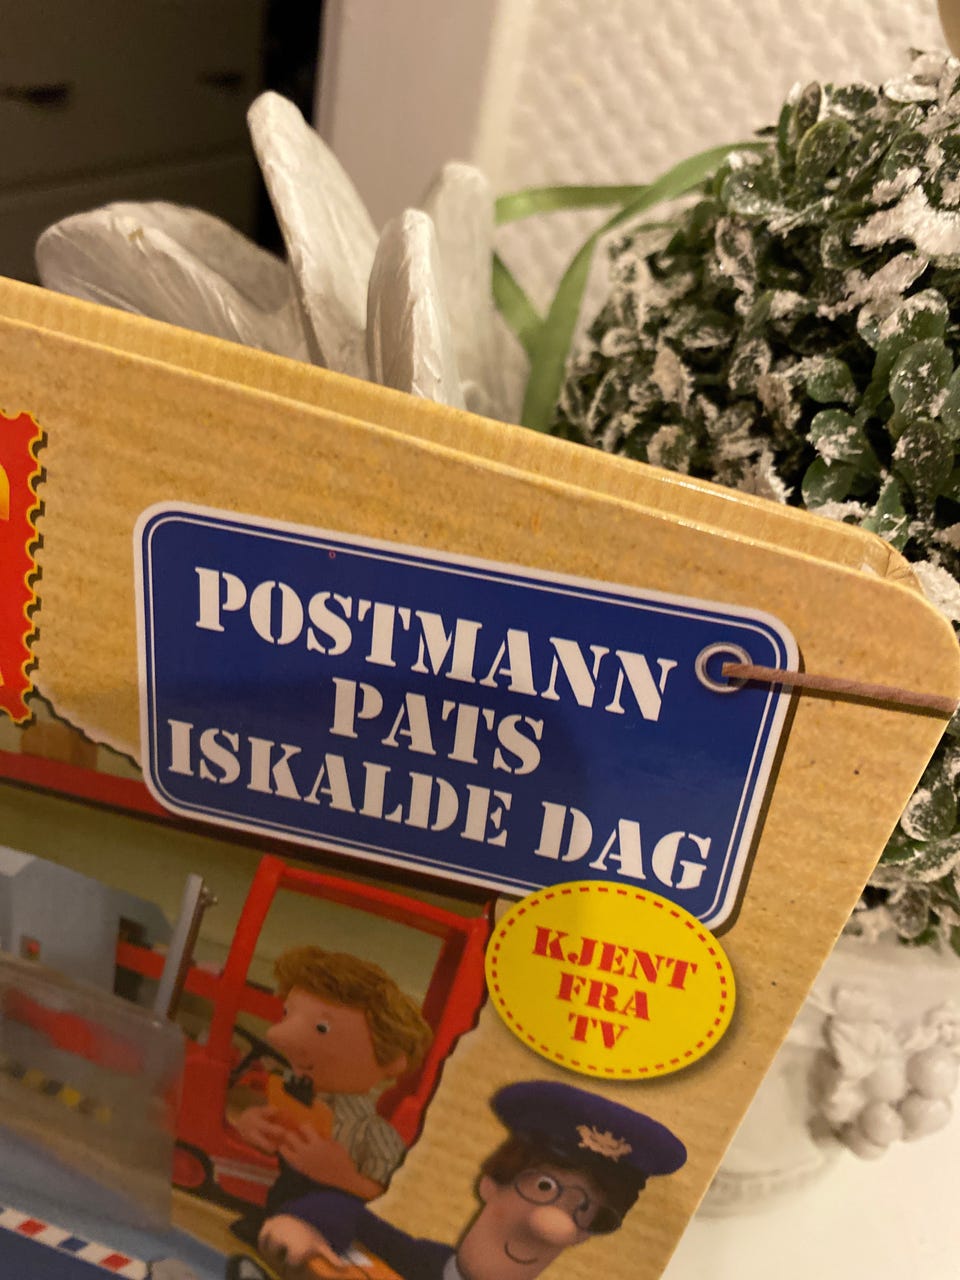 POSTMANN
PATS
ISKALDE DAG
KJENT
FRA
TV